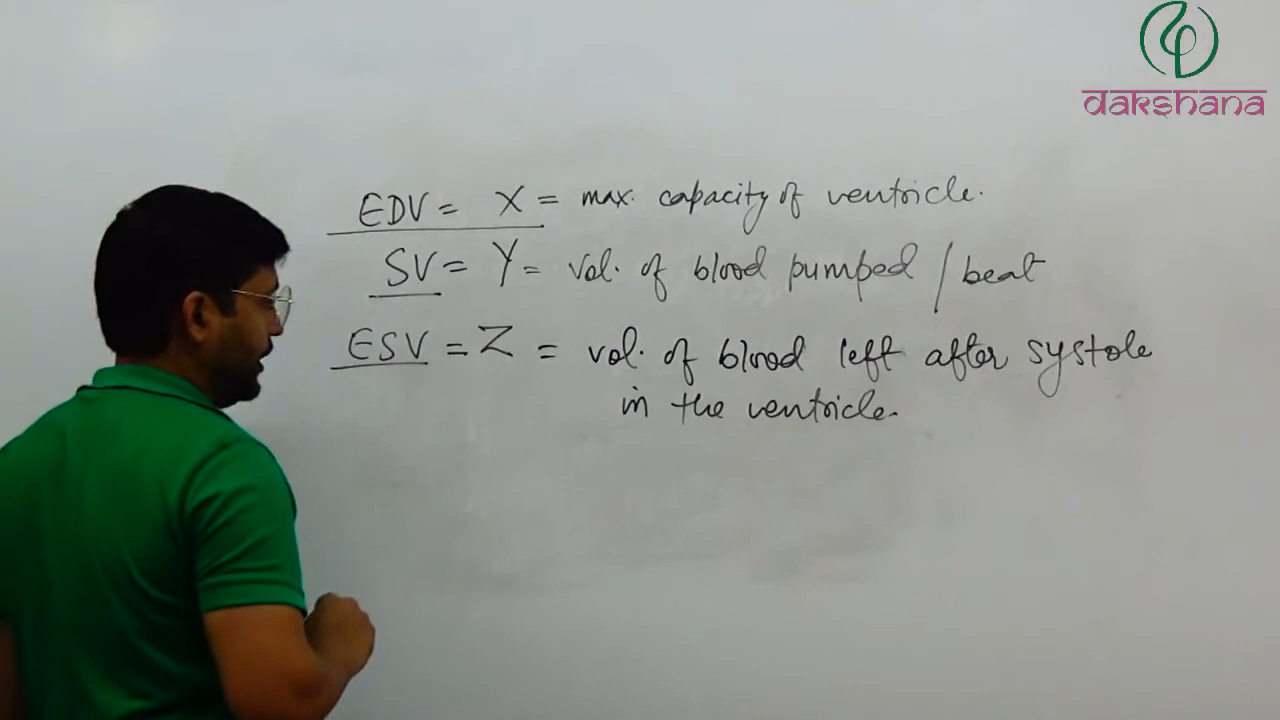 dakshana
EDV = X = max. capacity of ventricle.
SV = Y = vol. of blood pumped / beat
ESV = Z = vol. of blood left after systole
in the ventricle.